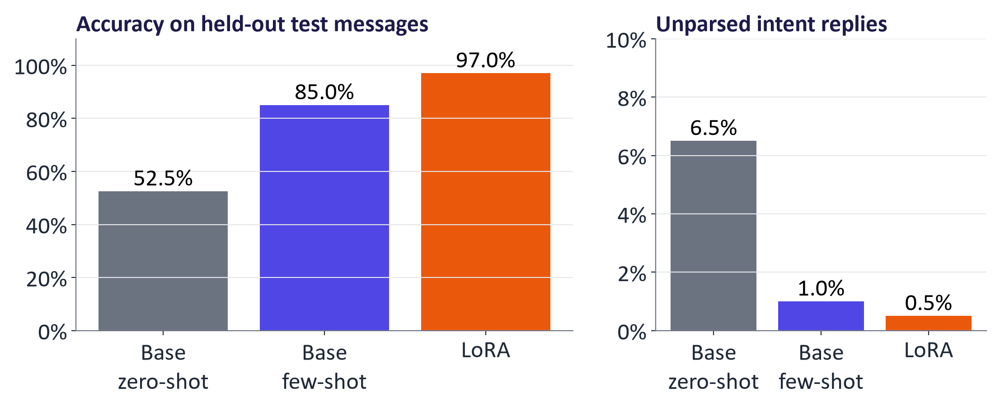 Accuracy on held-out test messages
100%
80%
60%
40%
20%
0%
52.5%
85.0%
97.0%
Base
zero-shot
Base
few-shot
LoRA
Unparsed intent replies
10%
8%
6%
4%
2%
0%
6.5%
1.0%
0.5%
Base
zero-shot
Base
few-shot
LoRA